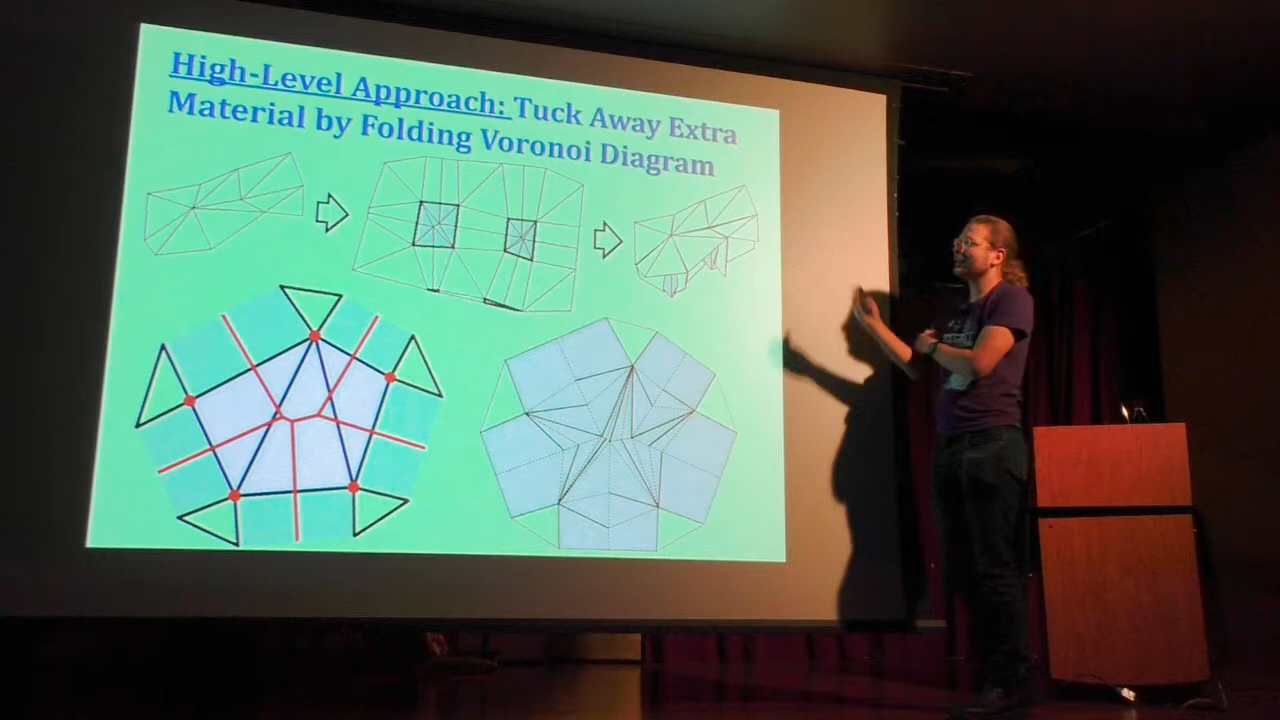 High-Level Approach: Tuck Away Extra
Material by Folding Voronoi Diagram